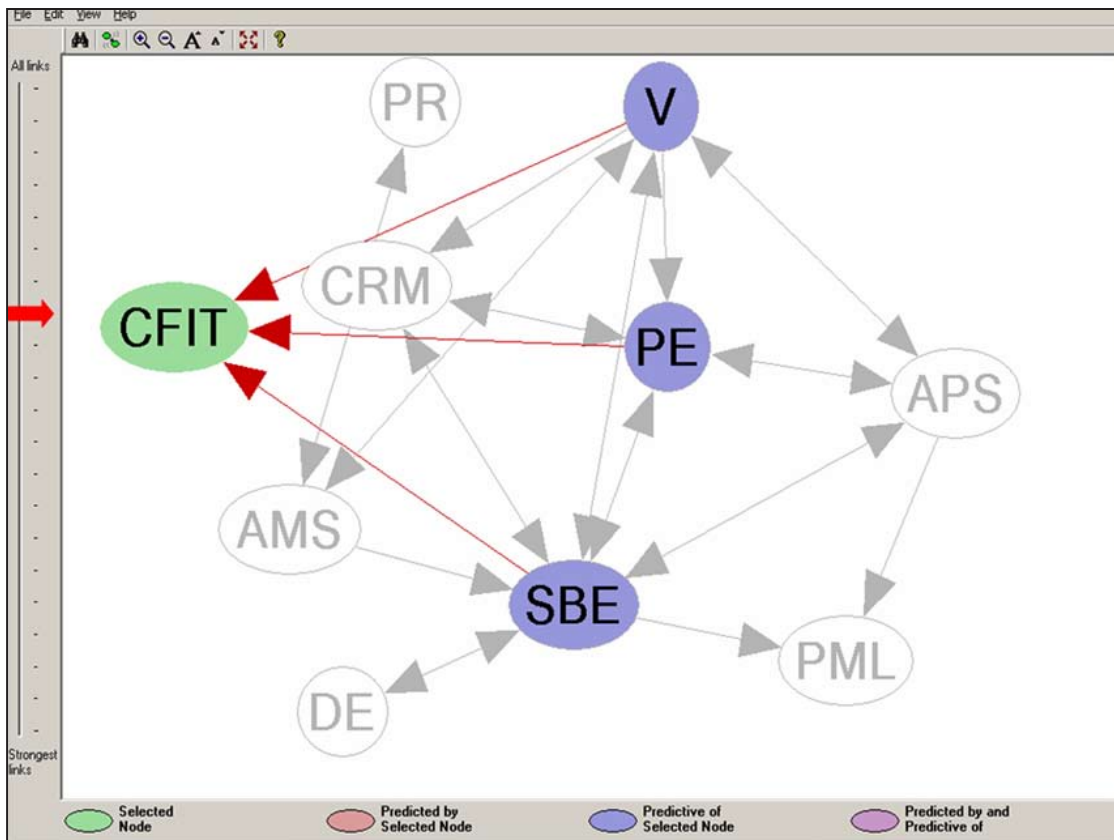 File Edit View Help
A A ?
All links
PR
V
CRM
CFIT
PE
APS
AMS
SBE
PML
DE
Strongest
links
Selected
Node
Predicted by
Selected Node
Predictive of
Selected Node
Predicted by and
Predictive of